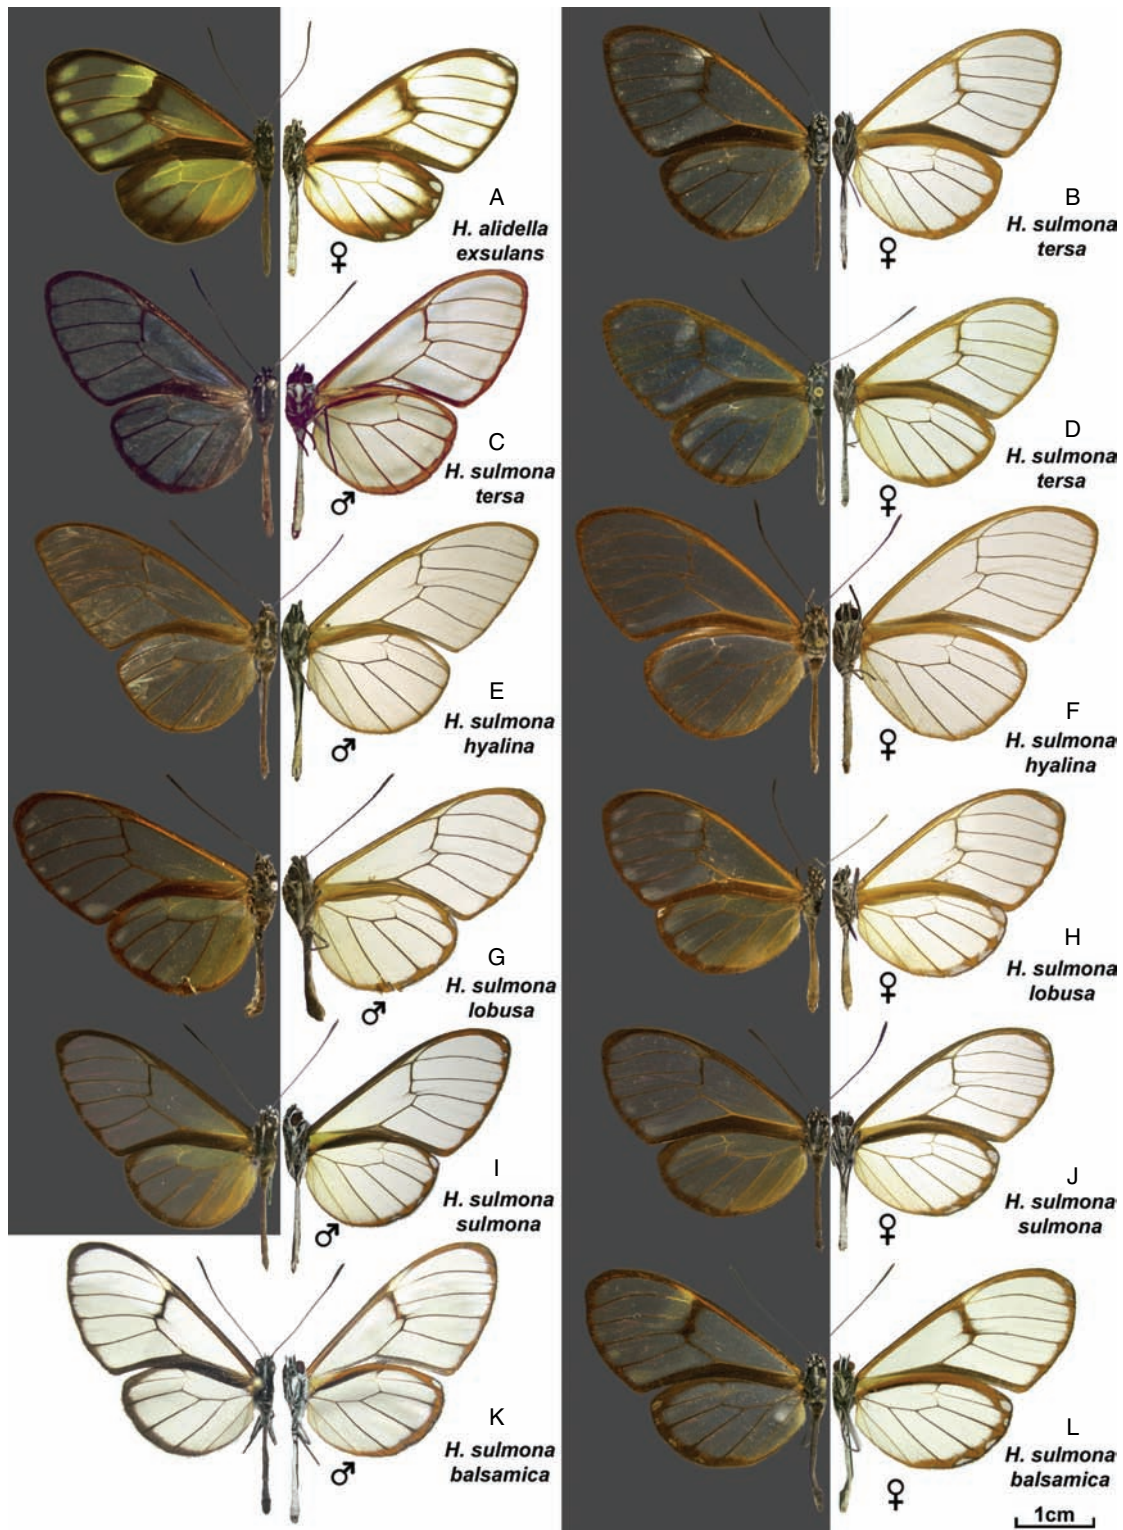 A
H. alidella
exsulans
♀
B
H. sulmona
tersa
♀
C
H. sulmona
tersa
♂
D
H. sulmona
tersa
♀
E
H. sulmona
hyalina
♂
F
H. sulmona
hyalina
♀
G
H. sulmona
lobusa
♂
H
H. sulmona
lobusa
♀
I
H. sulmona
sulmona
♂
J
H. sulmona
sulmona
♀
K
H. sulmona
balsamica
♂
L
H. sulmona
balsamica
♀
1cm